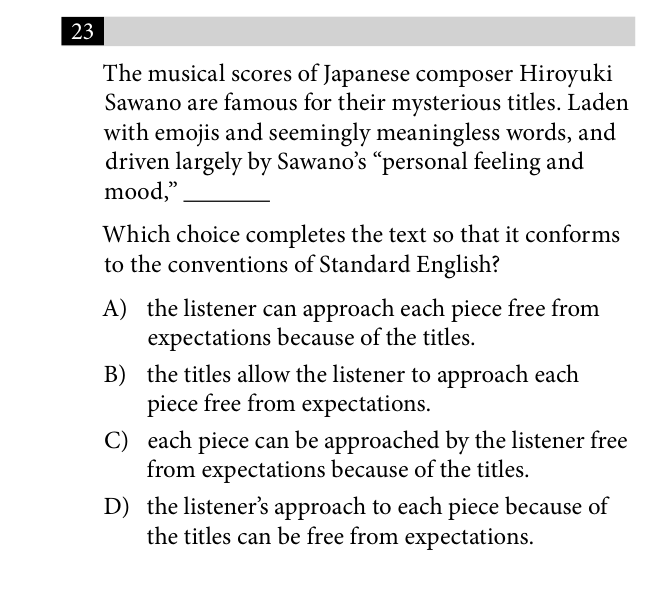 23
The musical scores of Japanese composer Hiroyuki
Sawano are famous for their mysterious titles. Laden
with emojis and seemingly meaningless words, and
driven largely by Sawano’s “personal feeling and
mood,” _______
Which choice completes the text so that it conforms
to the conventions of Standard English?
A) the listener can approach each piece free from
expectations because of the titles.
B) the titles allow the listener to approach each
piece free from expectations.
C) each piece can be approached by the listener free
from expectations because of the titles.
D) the listener’s approach to each piece because of
the titles can be free from expectations.